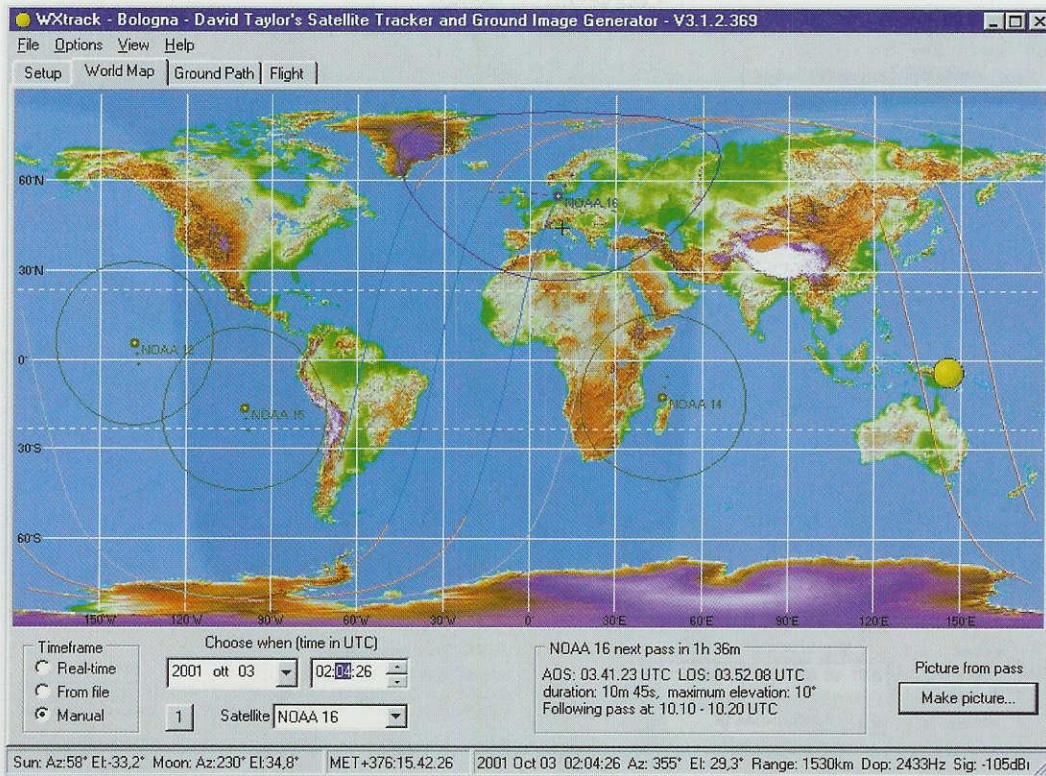 WXtrack - Bologna - David Taylor's Satellite Tracker and Ground Image Generator - V3.1.2.369
File Options View Help
Setup World Map Ground Path Flight
60°N
NOAA 16
30°N
NOAA 12
0°
NOAA 15
NOAA 14
30°S
60°S
150°W 120°W 90°W 60°W 30°W 0°E 30°E 60°E 90°E 120°E 150°E
Timeframe
Real-time
From file
Manual
Choose when (time in UTC)
2001 ott 03
02:04:26
1
Satellite NOAA 16
NOAA 16 next pass in 1h 36m
AOS: 03.41.23 UTC LOS: 03.52.08 UTC
duration: 10m 45s, maximum elevation: 10°
Following pass at: 10.10 - 10.20 UTC
Picture from pass
Make picture...
Sun: Az:58° El:-33,2° Moon: Az:230° El:34,8° MET+376:15.42.26 2001 Oct 03 02:04:26 Az: 355° El: 29,3° Range: 1530km Dop: 2433Hz Sig: -105dBi